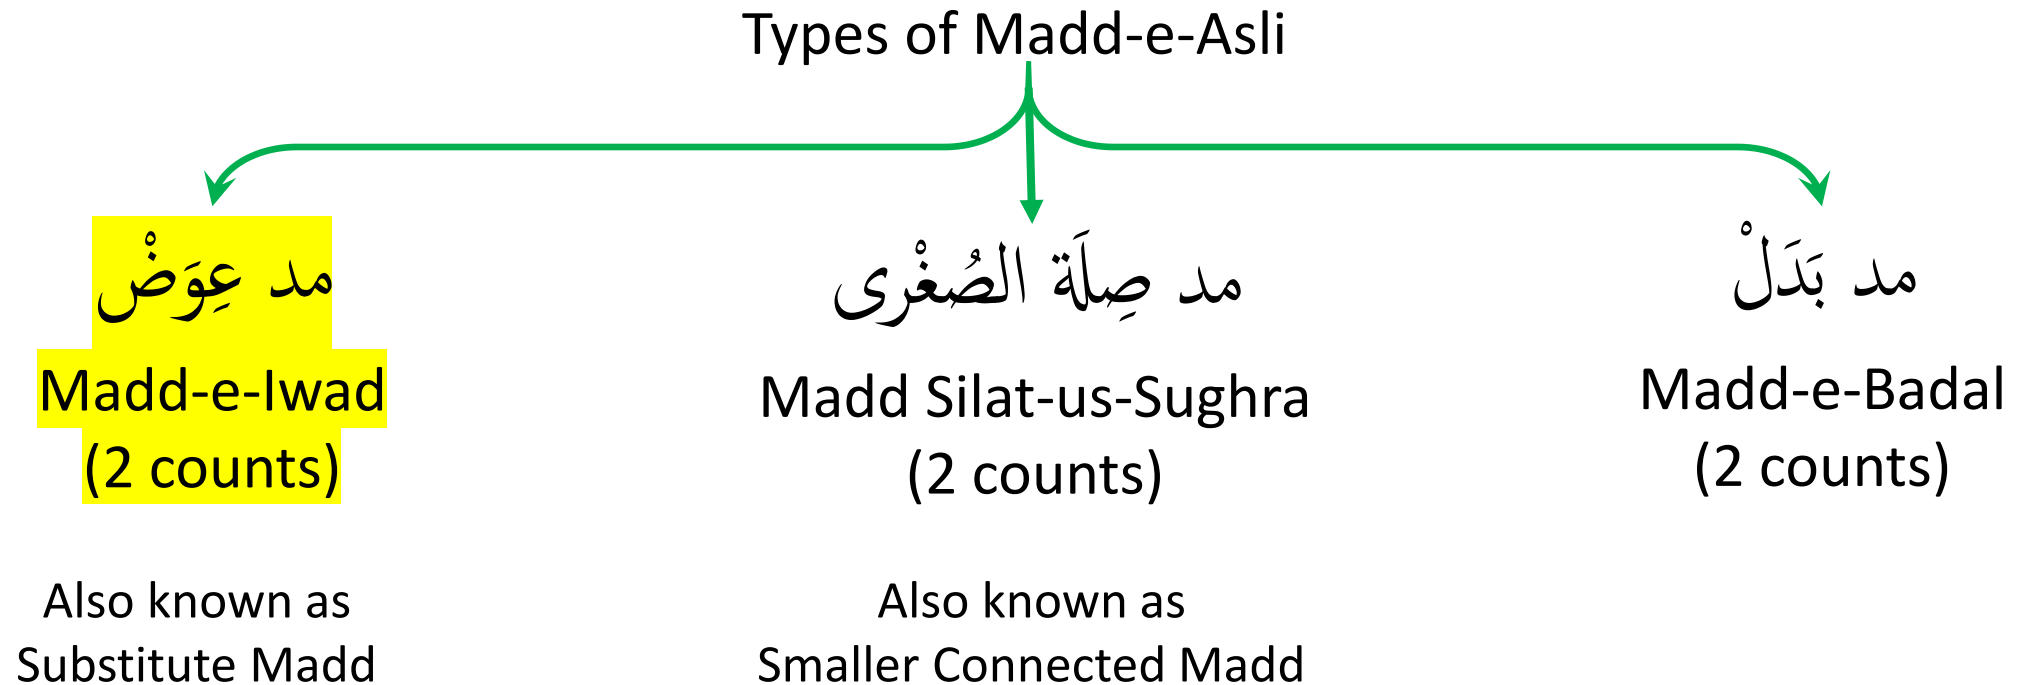 Types of Madd-e-Asli
مد عِوَضْ
Madd-e-Iwad
(2 counts)
Also known as
Substitute Madd
مد صِلَة الصُغْرى
Madd Silat-us-Sughra
(2 counts)
Also known as
Smaller Connected Madd
مد بَدَلْ
Madd-e-Badal
(2 counts)